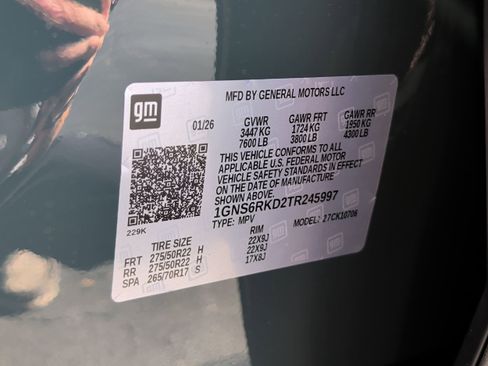 gm
MFD BY GENERAL MOTORS LLC
01/26 GVWR GAWR FRT GAWR RR
3447 KG 1724 KG 1950 KG
7600 LB 3800 LB 4300 LB
THIS VEHICLE CONFORMS TO ALL
APPLICABLE U.S. FEDERAL MOTOR
VEHICLE SAFETY STANDARDS IN EFFECT
ON THE DATE OF MANUFACTURE
SHOWN ABOVE.
1GNS6RKD2TR245997
TYPE: MPV MODEL: 27CK10706
229K
TIRE SIZE RIM
FRT 275/50R22 H 22X9J
RR 275/50R22 H 22X9J
SPA 265/70R17 S 17X8J